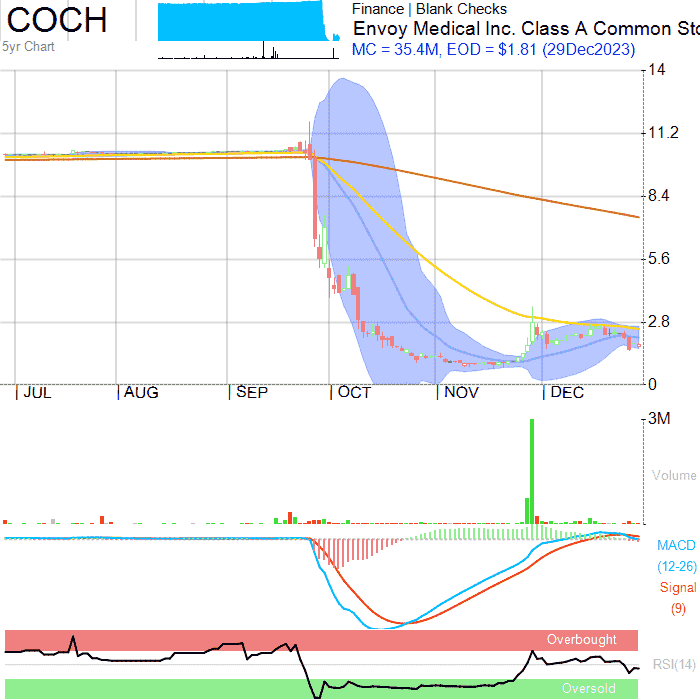 COCH
5yr Chart
Finance | Blank Checks
Envoy Medical Inc. Class A Common Sto
MC = 35.4M, EOD = $1.81 (29Dec2023)
14
11.2
8.4
5.6
2.8
0
JUL AUG SEP OCT NOV DEC
3M
Volume
MACD
(12-26)
Signal
(9)
Overbought
RSI(14)
Oversold